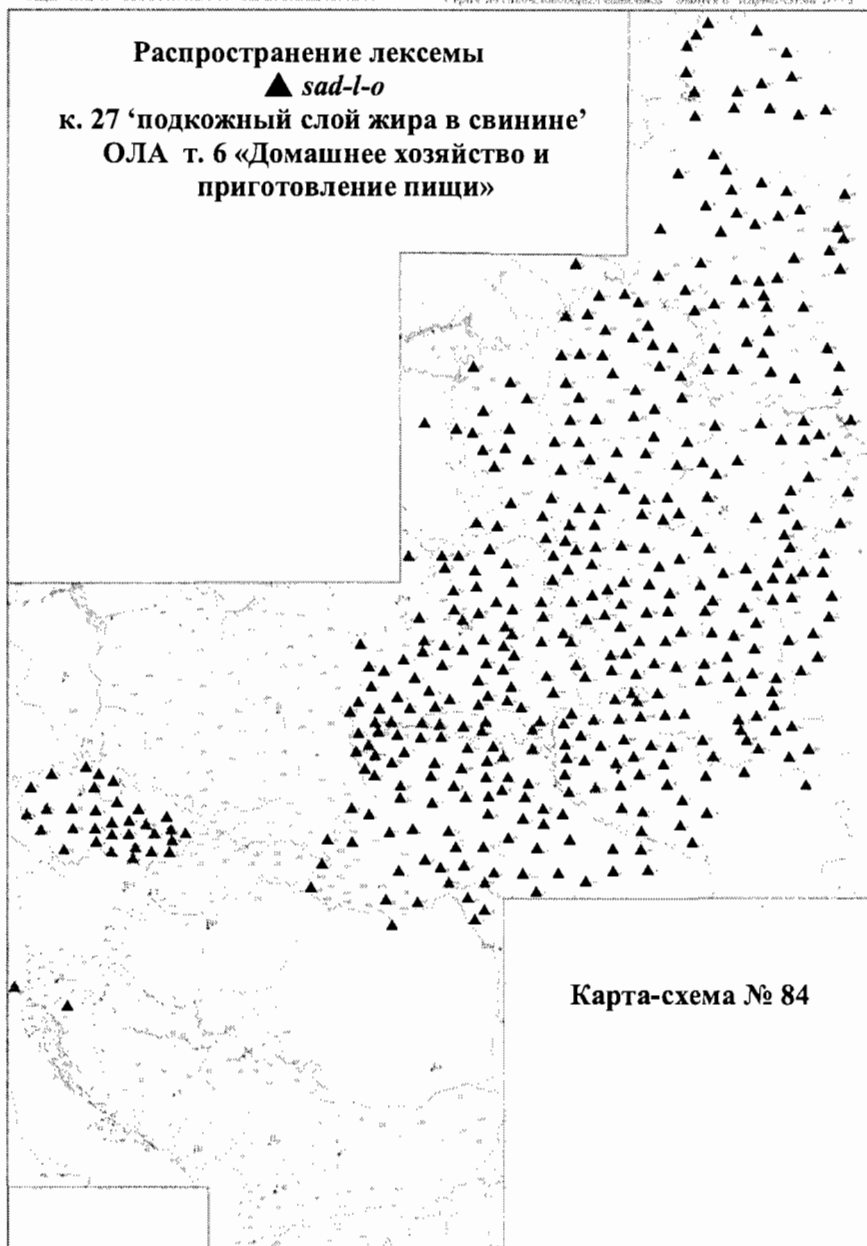 Распространение лексемы
▲ sad-l-o
к. 27 ‘подкожный слой жира в свинине’
ОЛА т. 6 «Домашнее хозяйство и
приготовление пищи»
Карта-схема № 84